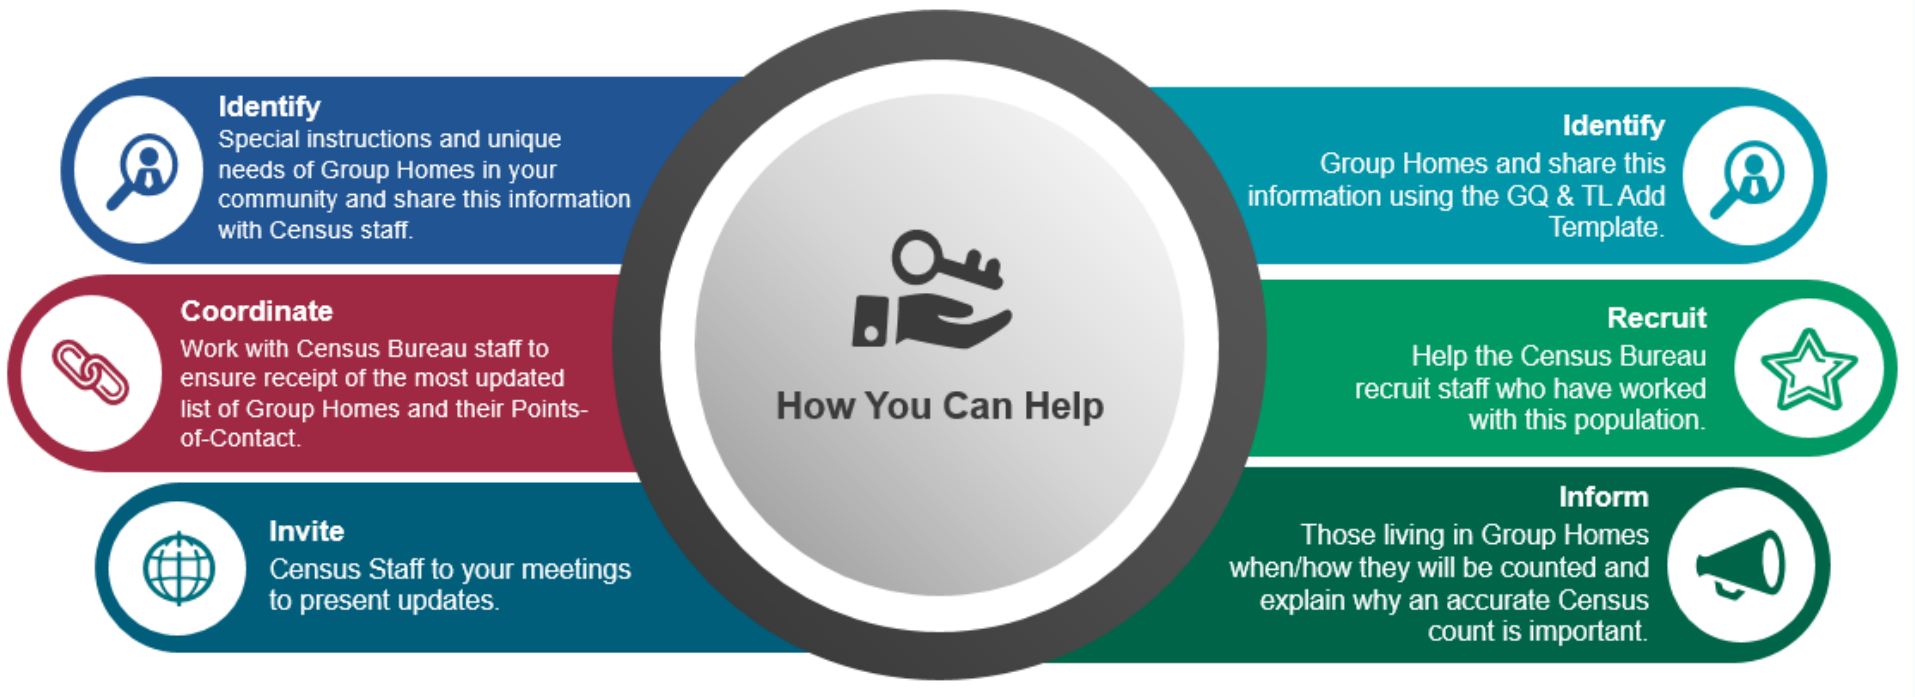 Identify
Special instructions and unique
needs of Group Homes in your
community and share this information
with Census staff.
Coordinate
Work with Census Bureau staff to
ensure receipt of the most updated
list of Group Homes and their Points-
of-Contact.
Invite
Census Staff to your meetings
to present updates.
How You Can Help
Identify
Group Homes and share this
information using the GQ & TL Add
Template.
Recruit
Help the Census Bureau
recruit staff who have worked
with this population.
Inform
Those living in Group Homes
when/how they will be counted and
explain why an accurate Census
count is important.